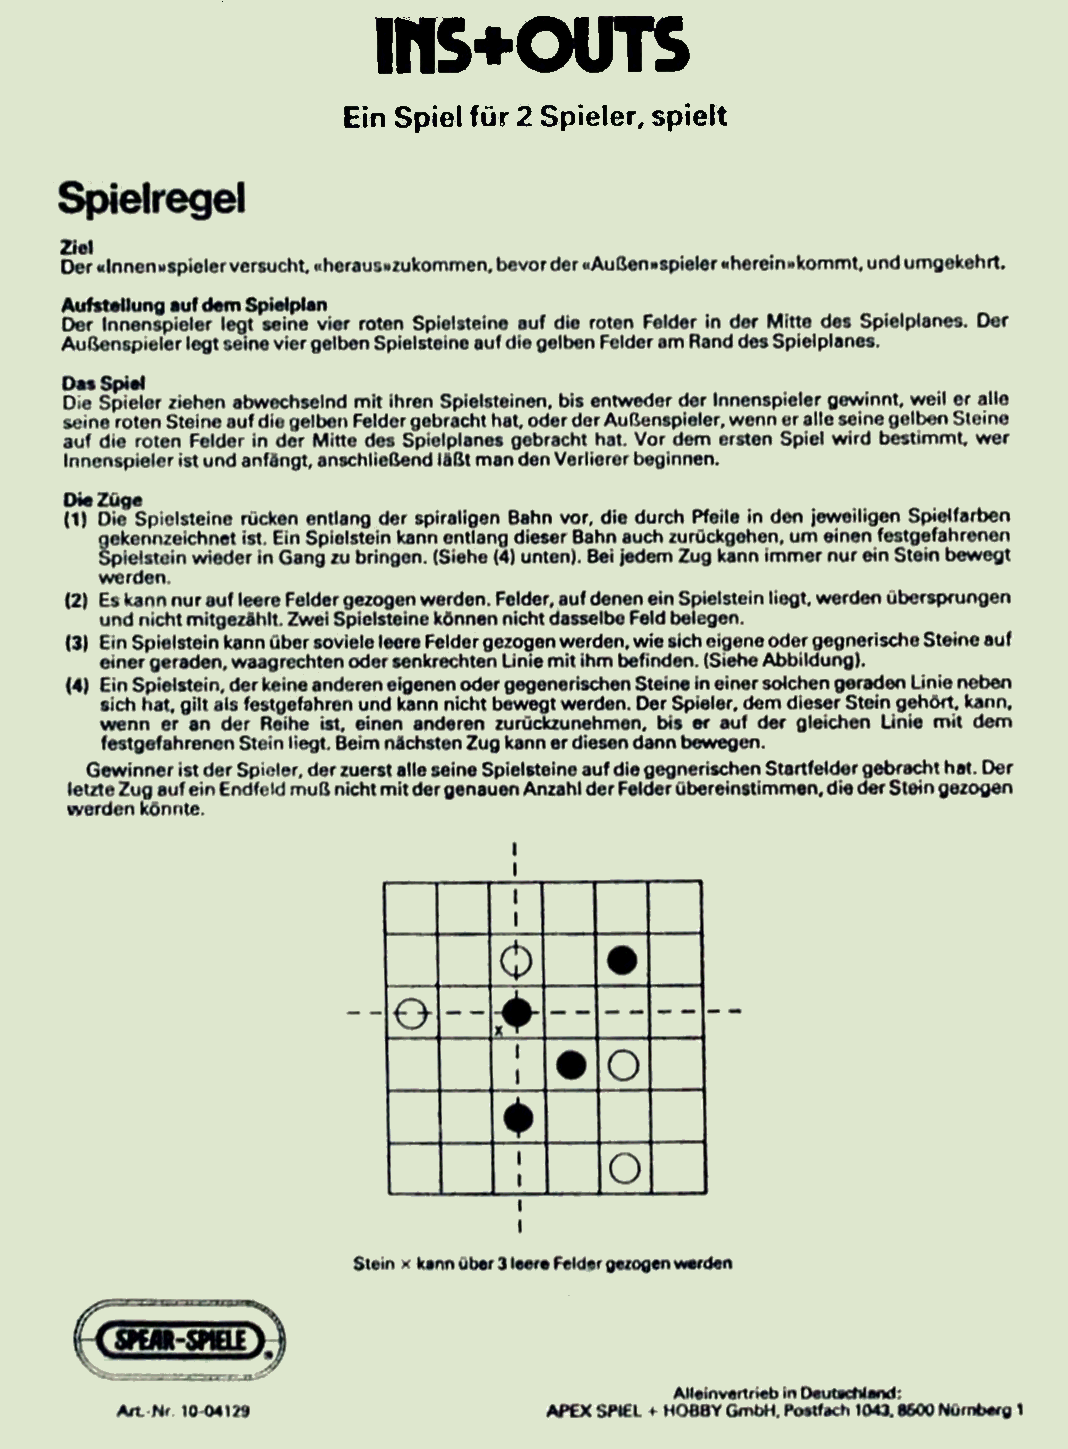 INS+OUTS
Ein Spiel für 2 Spieler, spielt
Spielregel
Ziel
Der «Innen»spieler versucht, «heraus»zukommen, bevor der «Außen»spieler «herein»kommt, und umgekehrt.
Aufstellung auf dem Spielplan
Der Innenspieler legt seine vier roten Spielsteine auf die roten Felder in der Mitte des Spielplanes. Der
Außenspieler legt seine vier gelben Spielsteine auf die gelben Felder am Rand des Spielplanes.
Das Spiel
Die Spieler ziehen abwechselnd mit ihren Spielsteinen, bis entweder der Innenspieler gewinnt, weil er alle
seine roten Steine auf die gelben Felder gebracht hat, oder der Außenspieler, wenn er alle seine gelben Steine
auf die roten Felder in der Mitte des Spielplanes gebracht hat. Vor dem ersten Spiel wird bestimmt, wer
Innenspieler ist und anfängt, anschließend läßt man den Verlierer beginnen.
Die Züge
(1) Die Spielsteine rücken entlang der spiraligen Bahn vor, die durch Pfeile in den jeweiligen Spielfarben
gekennzeichnet ist. Ein Spielstein kann entlang dieser Bahn auch zurückgehen, um einen festgefahrenen
Spielstein wieder in Gang zu bringen. (Siehe (4) unten). Bei jedem Zug kann immer nur ein Stein bewegt
werden.
(2) Es kann nur auf leere Felder gezogen werden. Felder, auf denen ein Spielstein liegt, werden übersprungen
und nicht mitgezählt. Zwei Spielsteine können nicht dasselbe Feld belegen.
(3) Ein Spielstein kann über soviele leere Felder gezogen werden, wie sich eigene oder gegnerische Steine auf
einer geraden, waagrechten oder senkrechten Linie mit ihm befinden. (Siehe Abbildung).
(4) Ein Spielstein, der keine anderen eigenen oder gegenerischen Steine in einer solchen geraden Linie neben
sich hat, gilt als festgefahren und kann nicht bewegt werden. Der Spieler, dem dieser Stein gehört, kann,
wenn er an der Reihe ist, einen anderen zurückzunehmen, bis er auf der gleichen Linie mit dem
festgefahrenen Stein liegt. Beim nächsten Zug kann er diesen dann bewegen.
Gewinner ist der Spieler, der zuerst alle seine Spielsteine auf die gegnerischen Startfelder gebracht hat. Der
letzte Zug auf ein Endfeld muß nicht mit der genauen Anzahl der Felder übereinstimmen, die der Stein gezogen
werden könnte.
x
Stein × kann über 3 leere Felder gezogen werden
SPEAR-SPIELE
Art.-Nr. 10-04129
Alleinvertrieb in Deutschland:
APEX SPIEL + HOBBY GmbH, Postfach 1043, 8500 Nürnberg 1